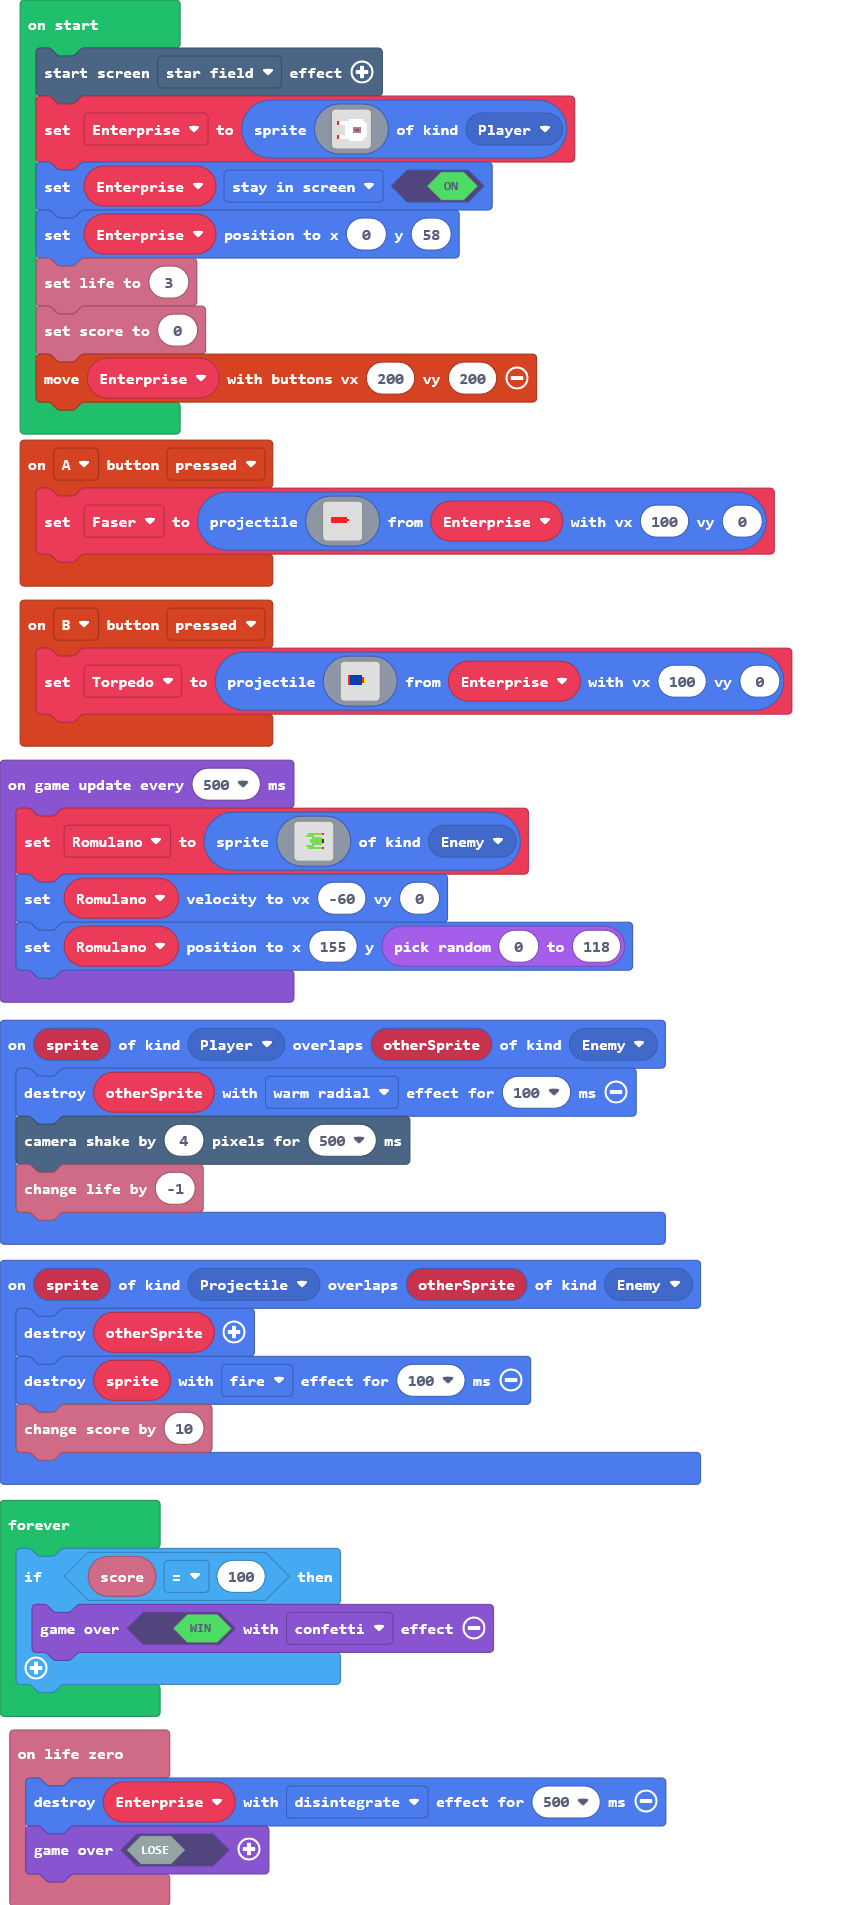 on start
start screen star field effect
set Enterprise to sprite of kind Player
set Enterprise stay in screen ON
set Enterprise position to x 0 y 58
set life to 3
set score to 0
move Enterprise with buttons vx 200 vy 200
on A button pressed
set Faser to projectile from Enterprise with vx 100 vy 0
on B button pressed
set Torpedo to projectile from Enterprise with vx 100 vy 0
on game update every 500 ms
set Romulano to sprite of kind Enemy
set Romulano velocity to vx -60 vy 0
set Romulano position to x 155 y pick random 0 to 118
on sprite of kind Player overlaps otherSprite of kind Enemy
destroy otherSprite with warm radial effect for 100 ms
camera shake by 4 pixels for 500 ms
change life by -1
on sprite of kind Projectile overlaps otherSprite of kind Enemy
destroy otherSprite
destroy sprite with fire effect for 100 ms
change score by 10
forever
if score = 100 then
game over WIN with confetti effect
on life zero
destroy Enterprise with disintegrate effect for 500 ms
game over LOSE